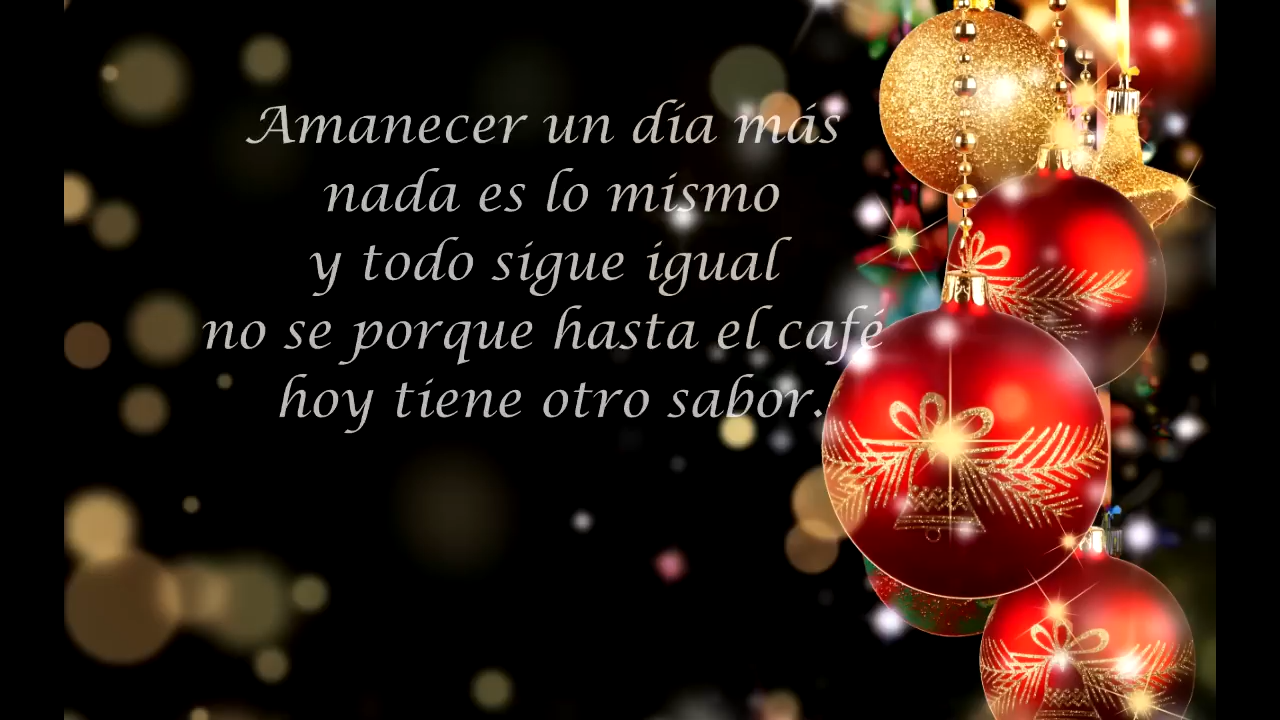 Amanecer un día más
nada es lo mismo
y todo sigue igual
no se porque hasta el café
hoy tiene otro sabor.